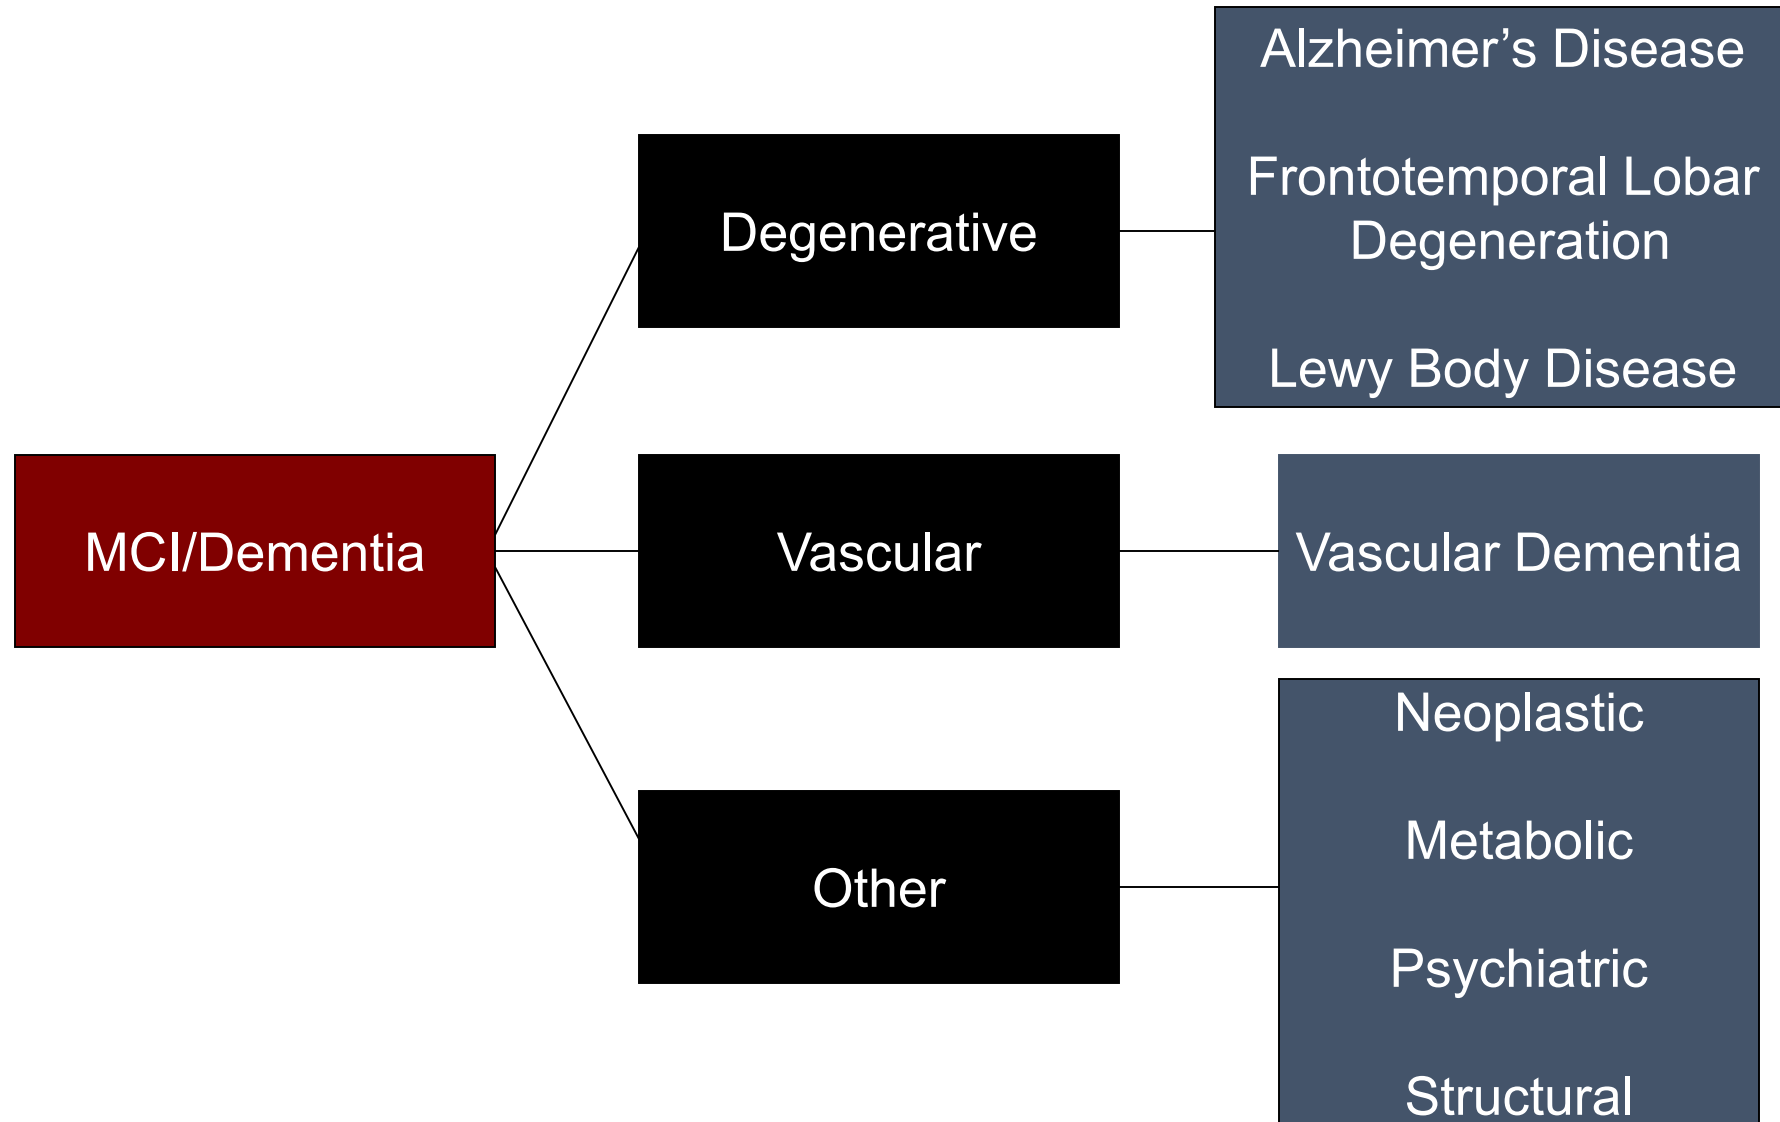 MCI/Dementia
Degenerative
Alzheimer’s Disease
Frontotemporal Lobar
Degeneration
Lewy Body Disease
Vascular
Vascular Dementia
Other
Neoplastic
Metabolic
Psychiatric
Structural